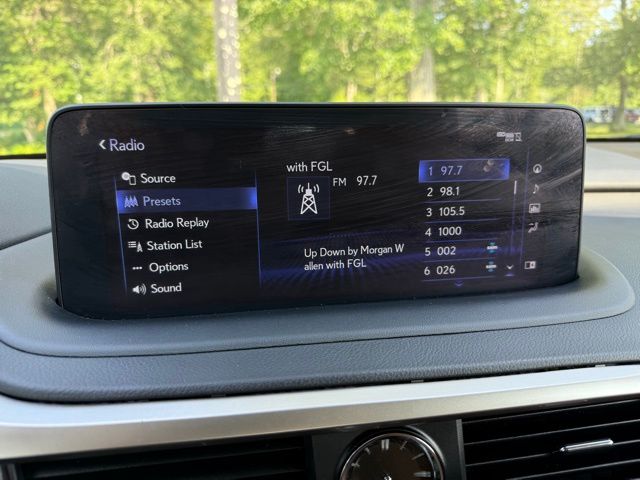 Radio
Source
Presets
Radio Replay
Station List
Options
Sound
with FGL
FM 97.7
Up Down by Morgan W
allen with FGL
1 97.7
2 98.1
3 105.5
4 1000
5 002
6 026